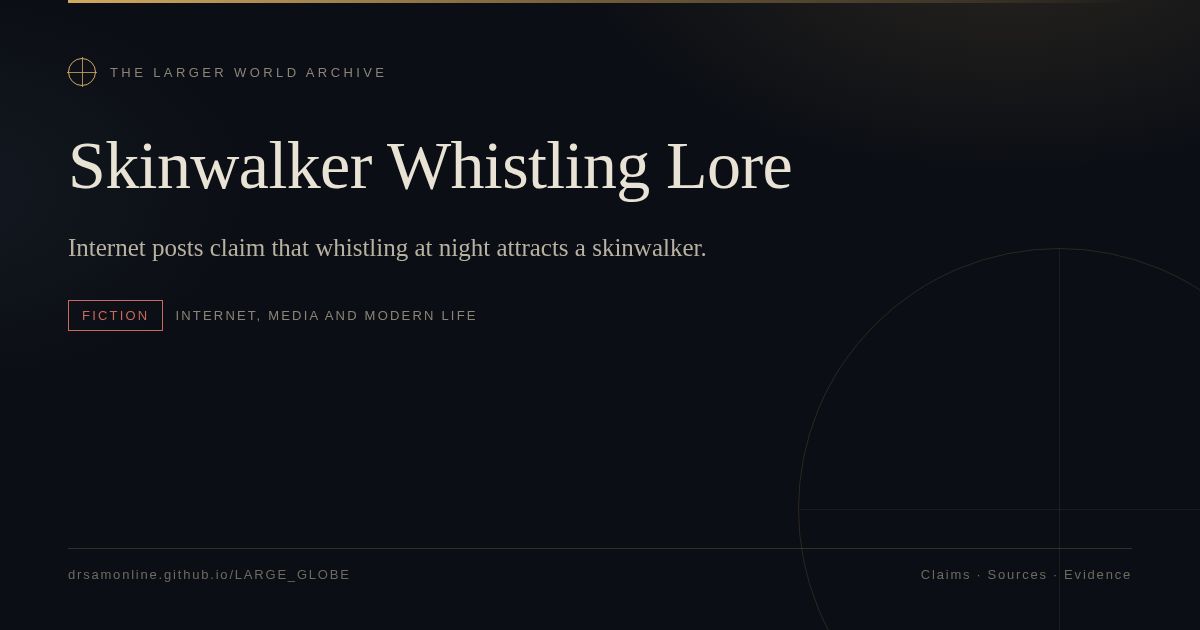 THE LARGER WORLD ARCHIVE
Skinwalker Whistling Lore
Internet posts claim that whistling at night attracts a skinwalker.
FICTION INTERNET, MEDIA AND MODERN LIFE
drsamonline.github.io/LARGE_GLOBE Claims · Sources · Evidence